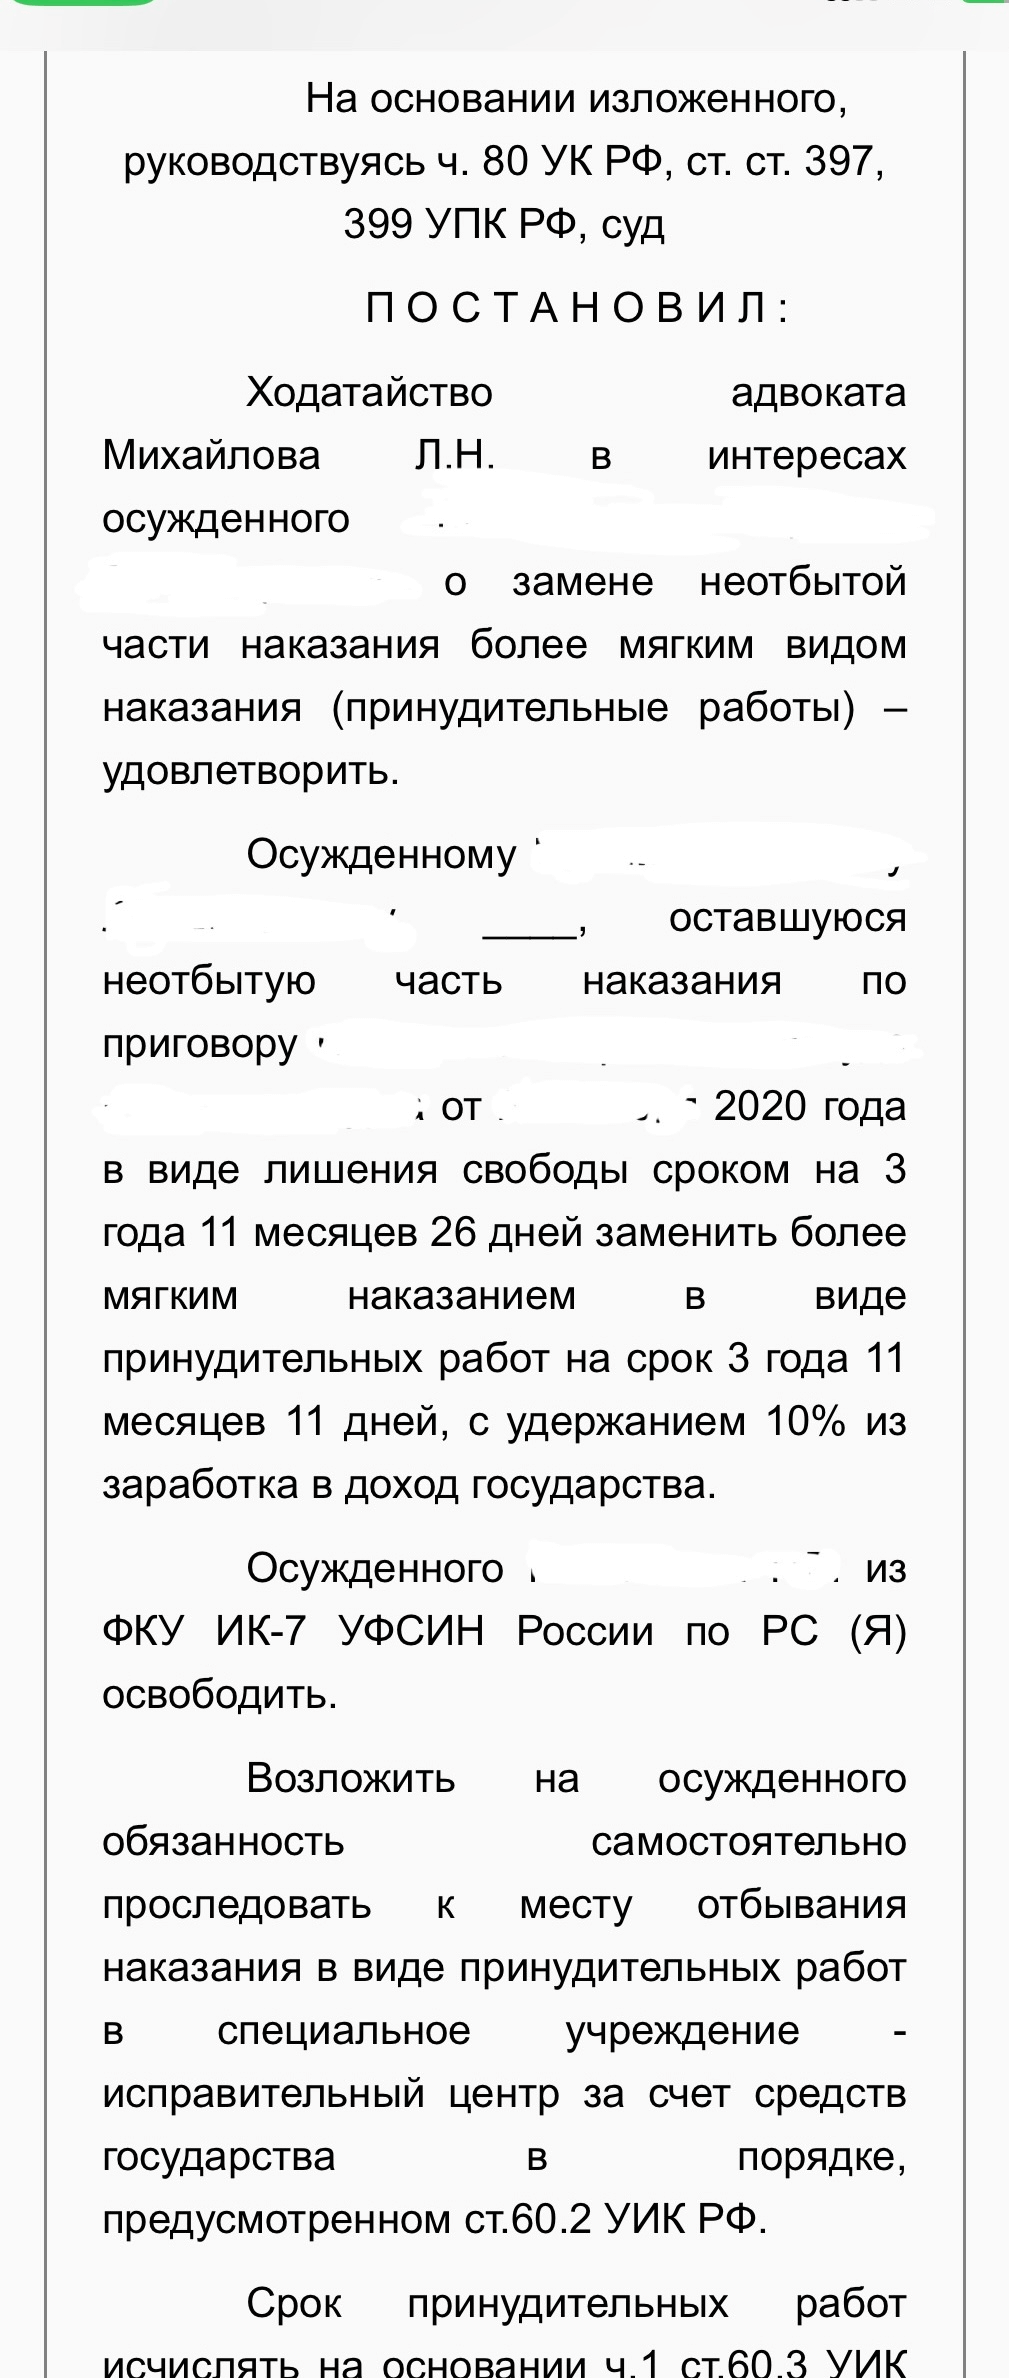 На основании изложенного,
руководствуясь ч. 80 УК РФ, ст. ст. 397,
399 УПК РФ, суд
П О С Т А Н О В И Л :
Ходатайство адвоката
Михайлова Л.Н. в интересах
осужденного
о замене неотбытой
части наказания более мягким видом
наказания (принудительные работы) –
удовлетворить.
Осужденному
____, оставшуюся
неотбытую часть наказания по
приговору
от 2020 года
в виде лишения свободы сроком на 3
года 11 месяцев 26 дней заменить более
мягким наказанием в виде
принудительных работ на срок 3 года 11
месяцев 11 дней, с удержанием 10% из
заработка в доход государства.
Осужденного из
ФКУ ИК-7 УФСИН России по РС (Я)
освободить.
Возложить на осужденного
обязанность самостоятельно
проследовать к месту отбывания
наказания в виде принудительных работ
в специальное учреждение -
исправительный центр за счет средств
государства в порядке,
предусмотренном ст.60.2 УИК РФ.
Срок принудительных работ
исчислять на основании ч.1 ст.60.3 УИК